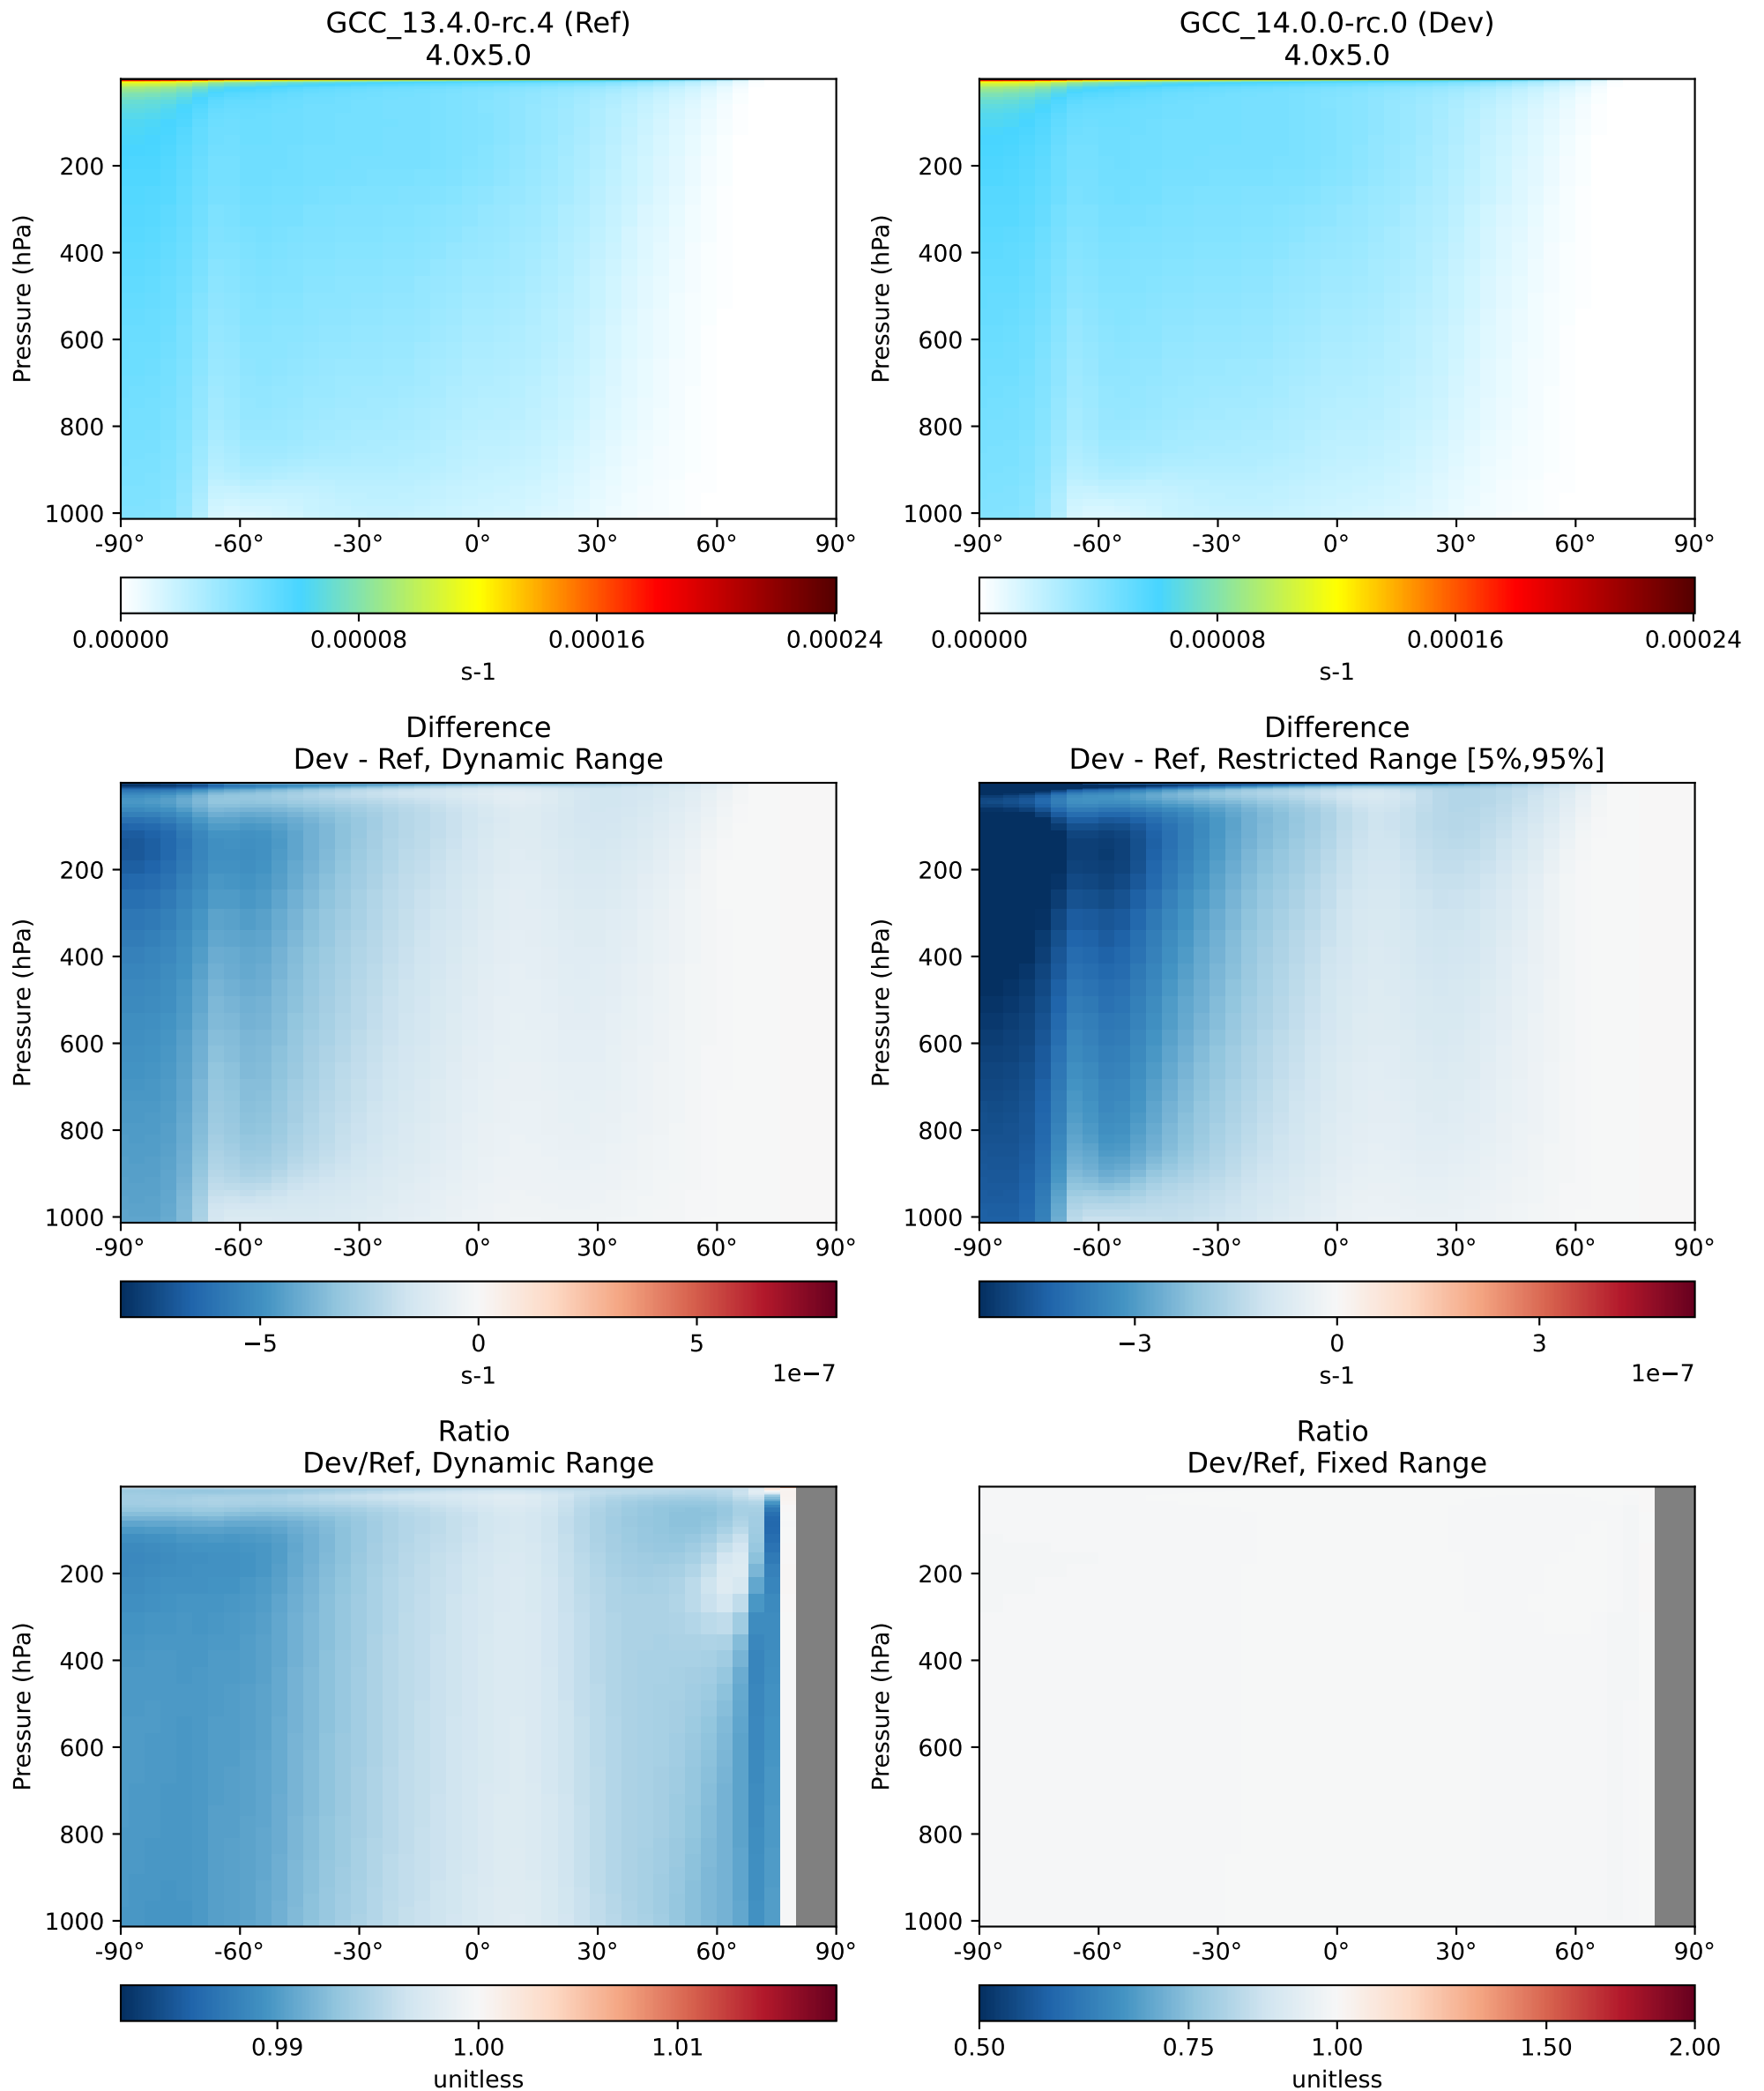 GCC_13.4.0-rc.4 (Ref)
4.0x5.0
GCC_14.0.0-rc.0 (Dev)
4.0x5.0
Pressure (hPa)
200
400
600
800
1000
-90° -60° -30° 0° 30° 60° 90°
0.00000 0.00008 0.00016 0.00024
s-1
Pressure (hPa)
200
400
600
800
1000
-90° -60° -30° 0° 30° 60° 90°
0.00000 0.00008 0.00016 0.00024
s-1
Difference
Dev - Ref, Dynamic Range
Difference
Dev - Ref, Restricted Range [5%,95%]
Pressure (hPa)
200
400
600
800
1000
-90° -60° -30° 0° 30° 60° 90°
−5 0 5
s-1
1e−7
Pressure (hPa)
200
400
600
800
1000
-90° -60° -30° 0° 30° 60° 90°
−3 0 3
s-1
1e−7
Ratio
Dev/Ref, Dynamic Range
Ratio
Dev/Ref, Fixed Range
Pressure (hPa)
200
400
600
800
1000
-90° -60° -30° 0° 30° 60° 90°
0.99 1.00 1.01
unitless
Pressure (hPa)
200
400
600
800
1000
-90° -60° -30° 0° 30° 60° 90°
0.50 0.75 1.00 1.50 2.00
unitless